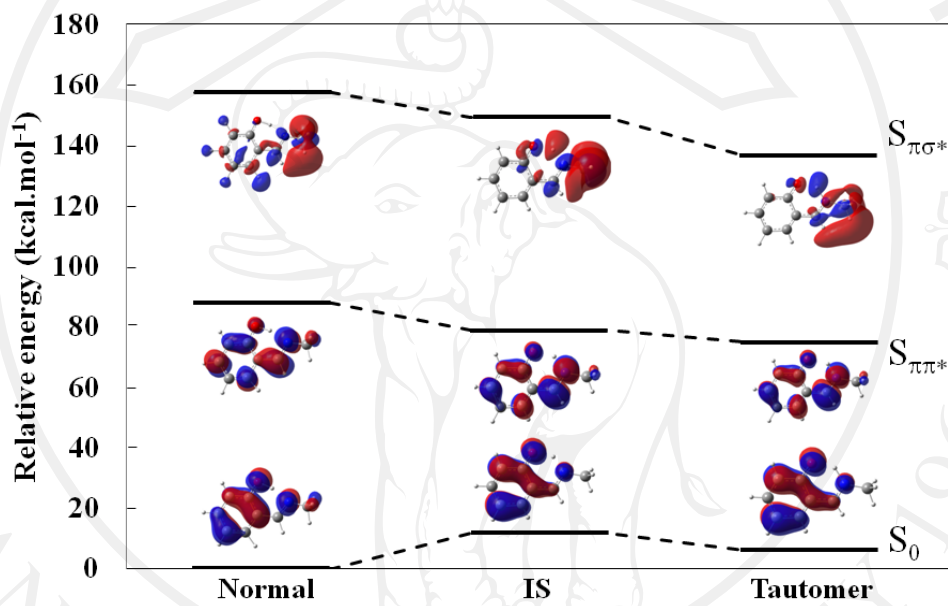 Relative energy (kcal.mol⁻¹)
180
160
140
120
100
80
60
40
20
0
Sπσ*
Sππ*
S₀
Normal
IS
Tautomer